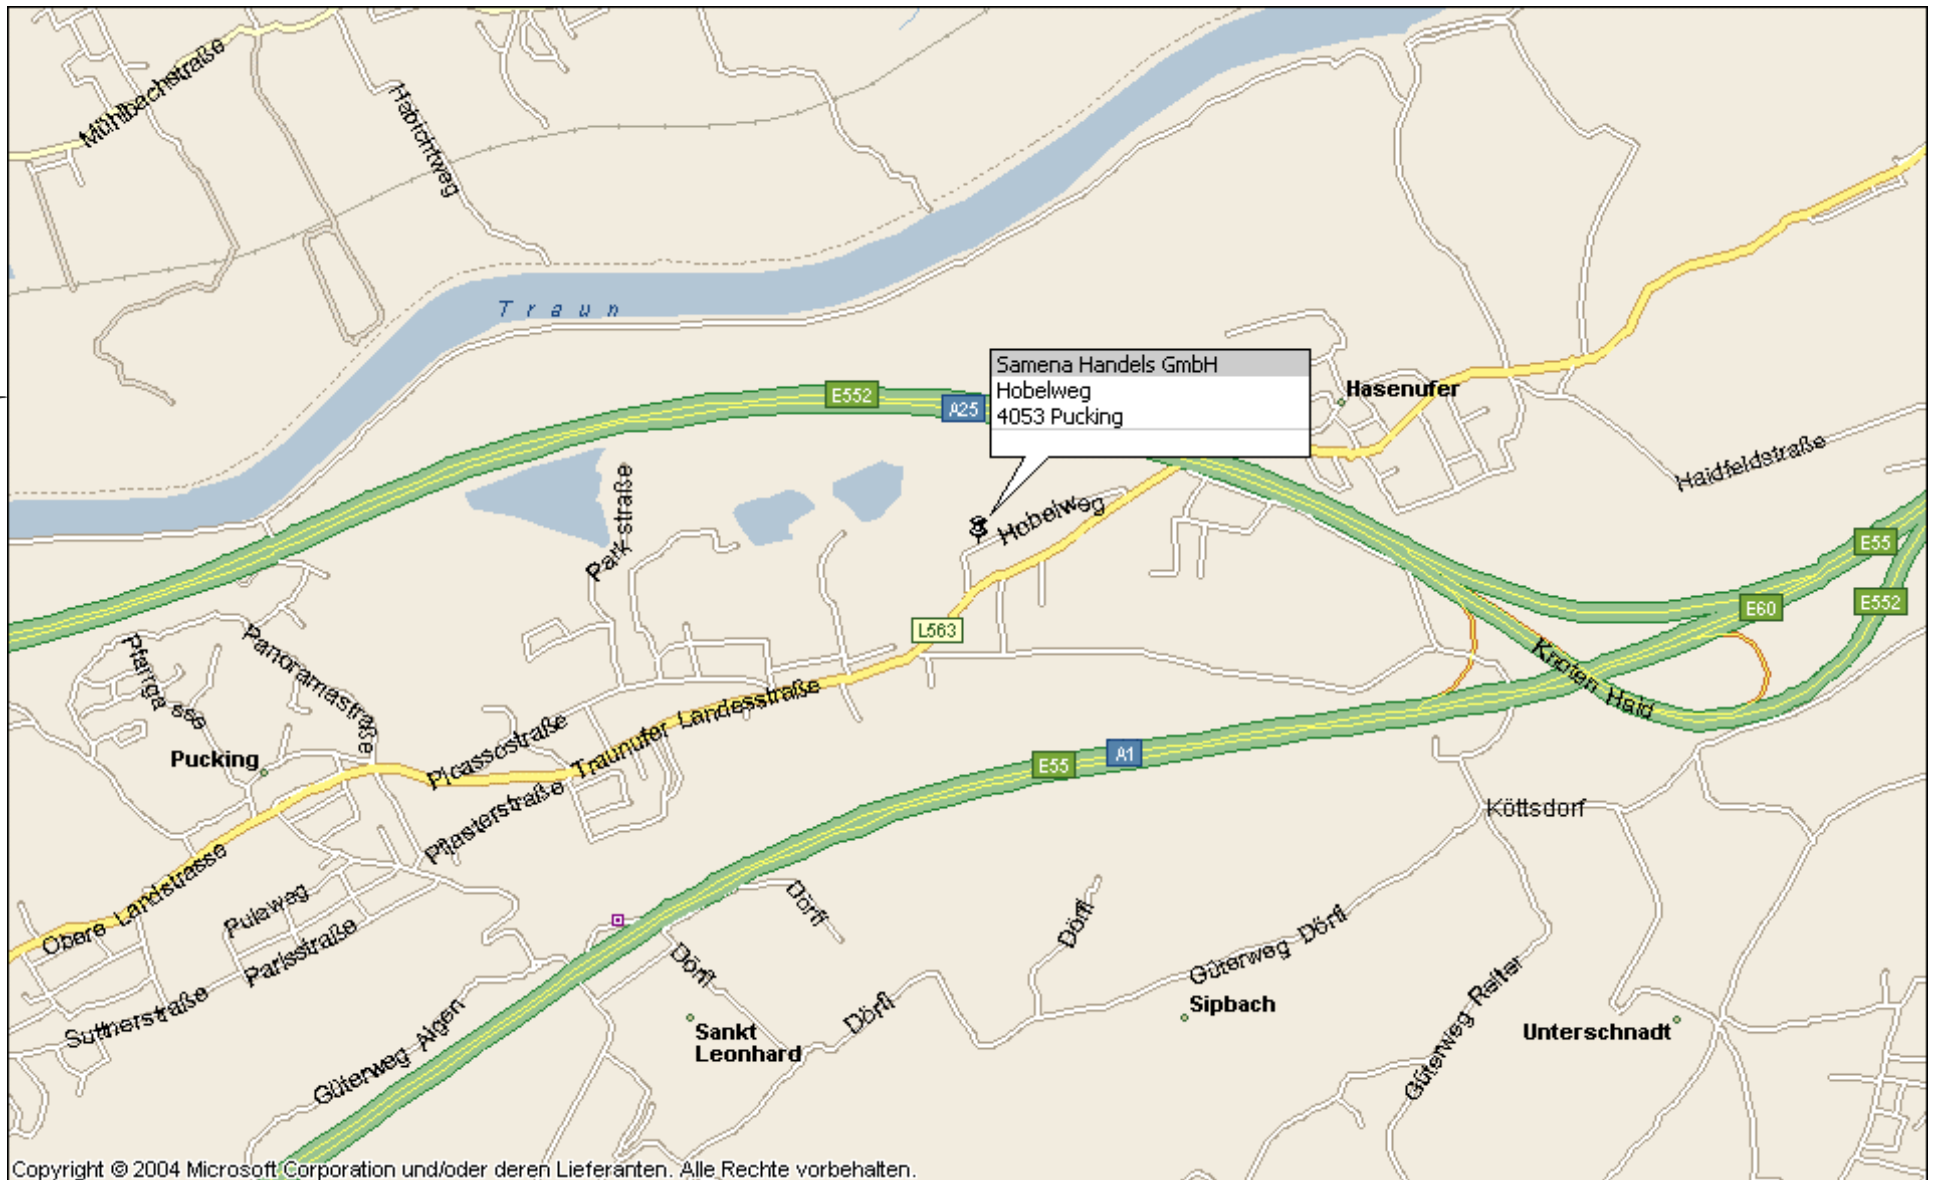 Mühlbachstraße
Habichtweg
Traun
Samena Handels GmbH
Hobelweg
4053 Pucking
E552
A25
Hasenufer
Haidfeldstraße
Parkstraße
Hobelweg
E55
E60
E552
L563
Knoten Haid
Panoramastraße
Pucking
Picassostraße
Traunufer Landesstraße
E55
A1
Pflasterstraße
Köttsdorf
Obere Landstrasse
Puleweg
Parisstraße
Suttnerstraße
Güterweg Aigen
Dörfl
Dörfl
Dörfl
Dörfl
Güterweg Dörfl
Güterweg Reiter
Sankt
Leonhard
Sipbach
Unterschnadt
Copyright © 2004 Microsoft Corporation und/oder deren Lieferanten. Alle Rechte vorbehalten.